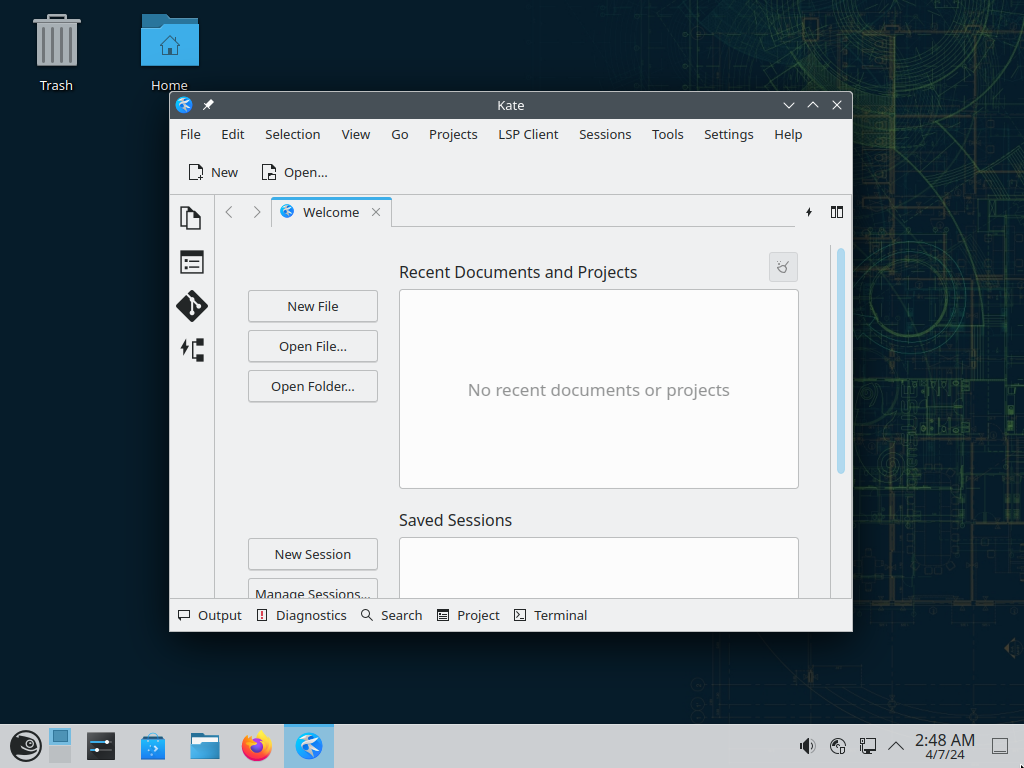 Trash
Home
Kate
File Edit Selection View Go Projects LSP Client Sessions Tools Settings Help
New Open...
Welcome
Recent Documents and Projects
New File
Open File...
Open Folder...
No recent documents or projects
Saved Sessions
New Session
Manage Sessions...
Output Diagnostics Search Project Terminal
2:48 AM
4/7/24